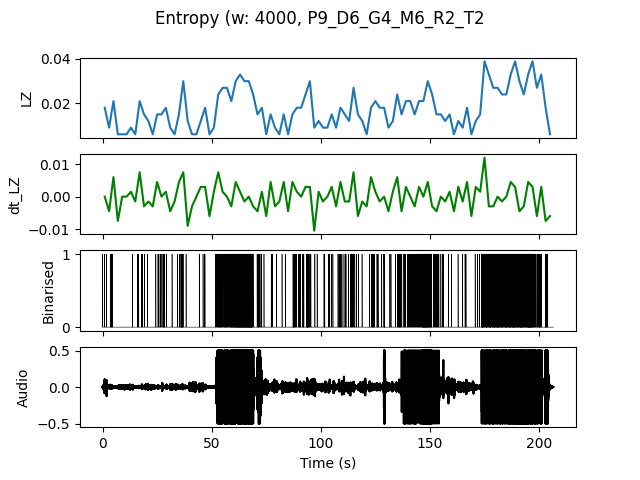 Entropy (w: 4000, P9_D6_G4_M6_R2_T2
LZ
0.04
0.02
dt_LZ
0.01
0.00
−0.01
Binarised
1
0
Audio
0.5
0.0
−0.5
0
50
100
150
200
Time (s)